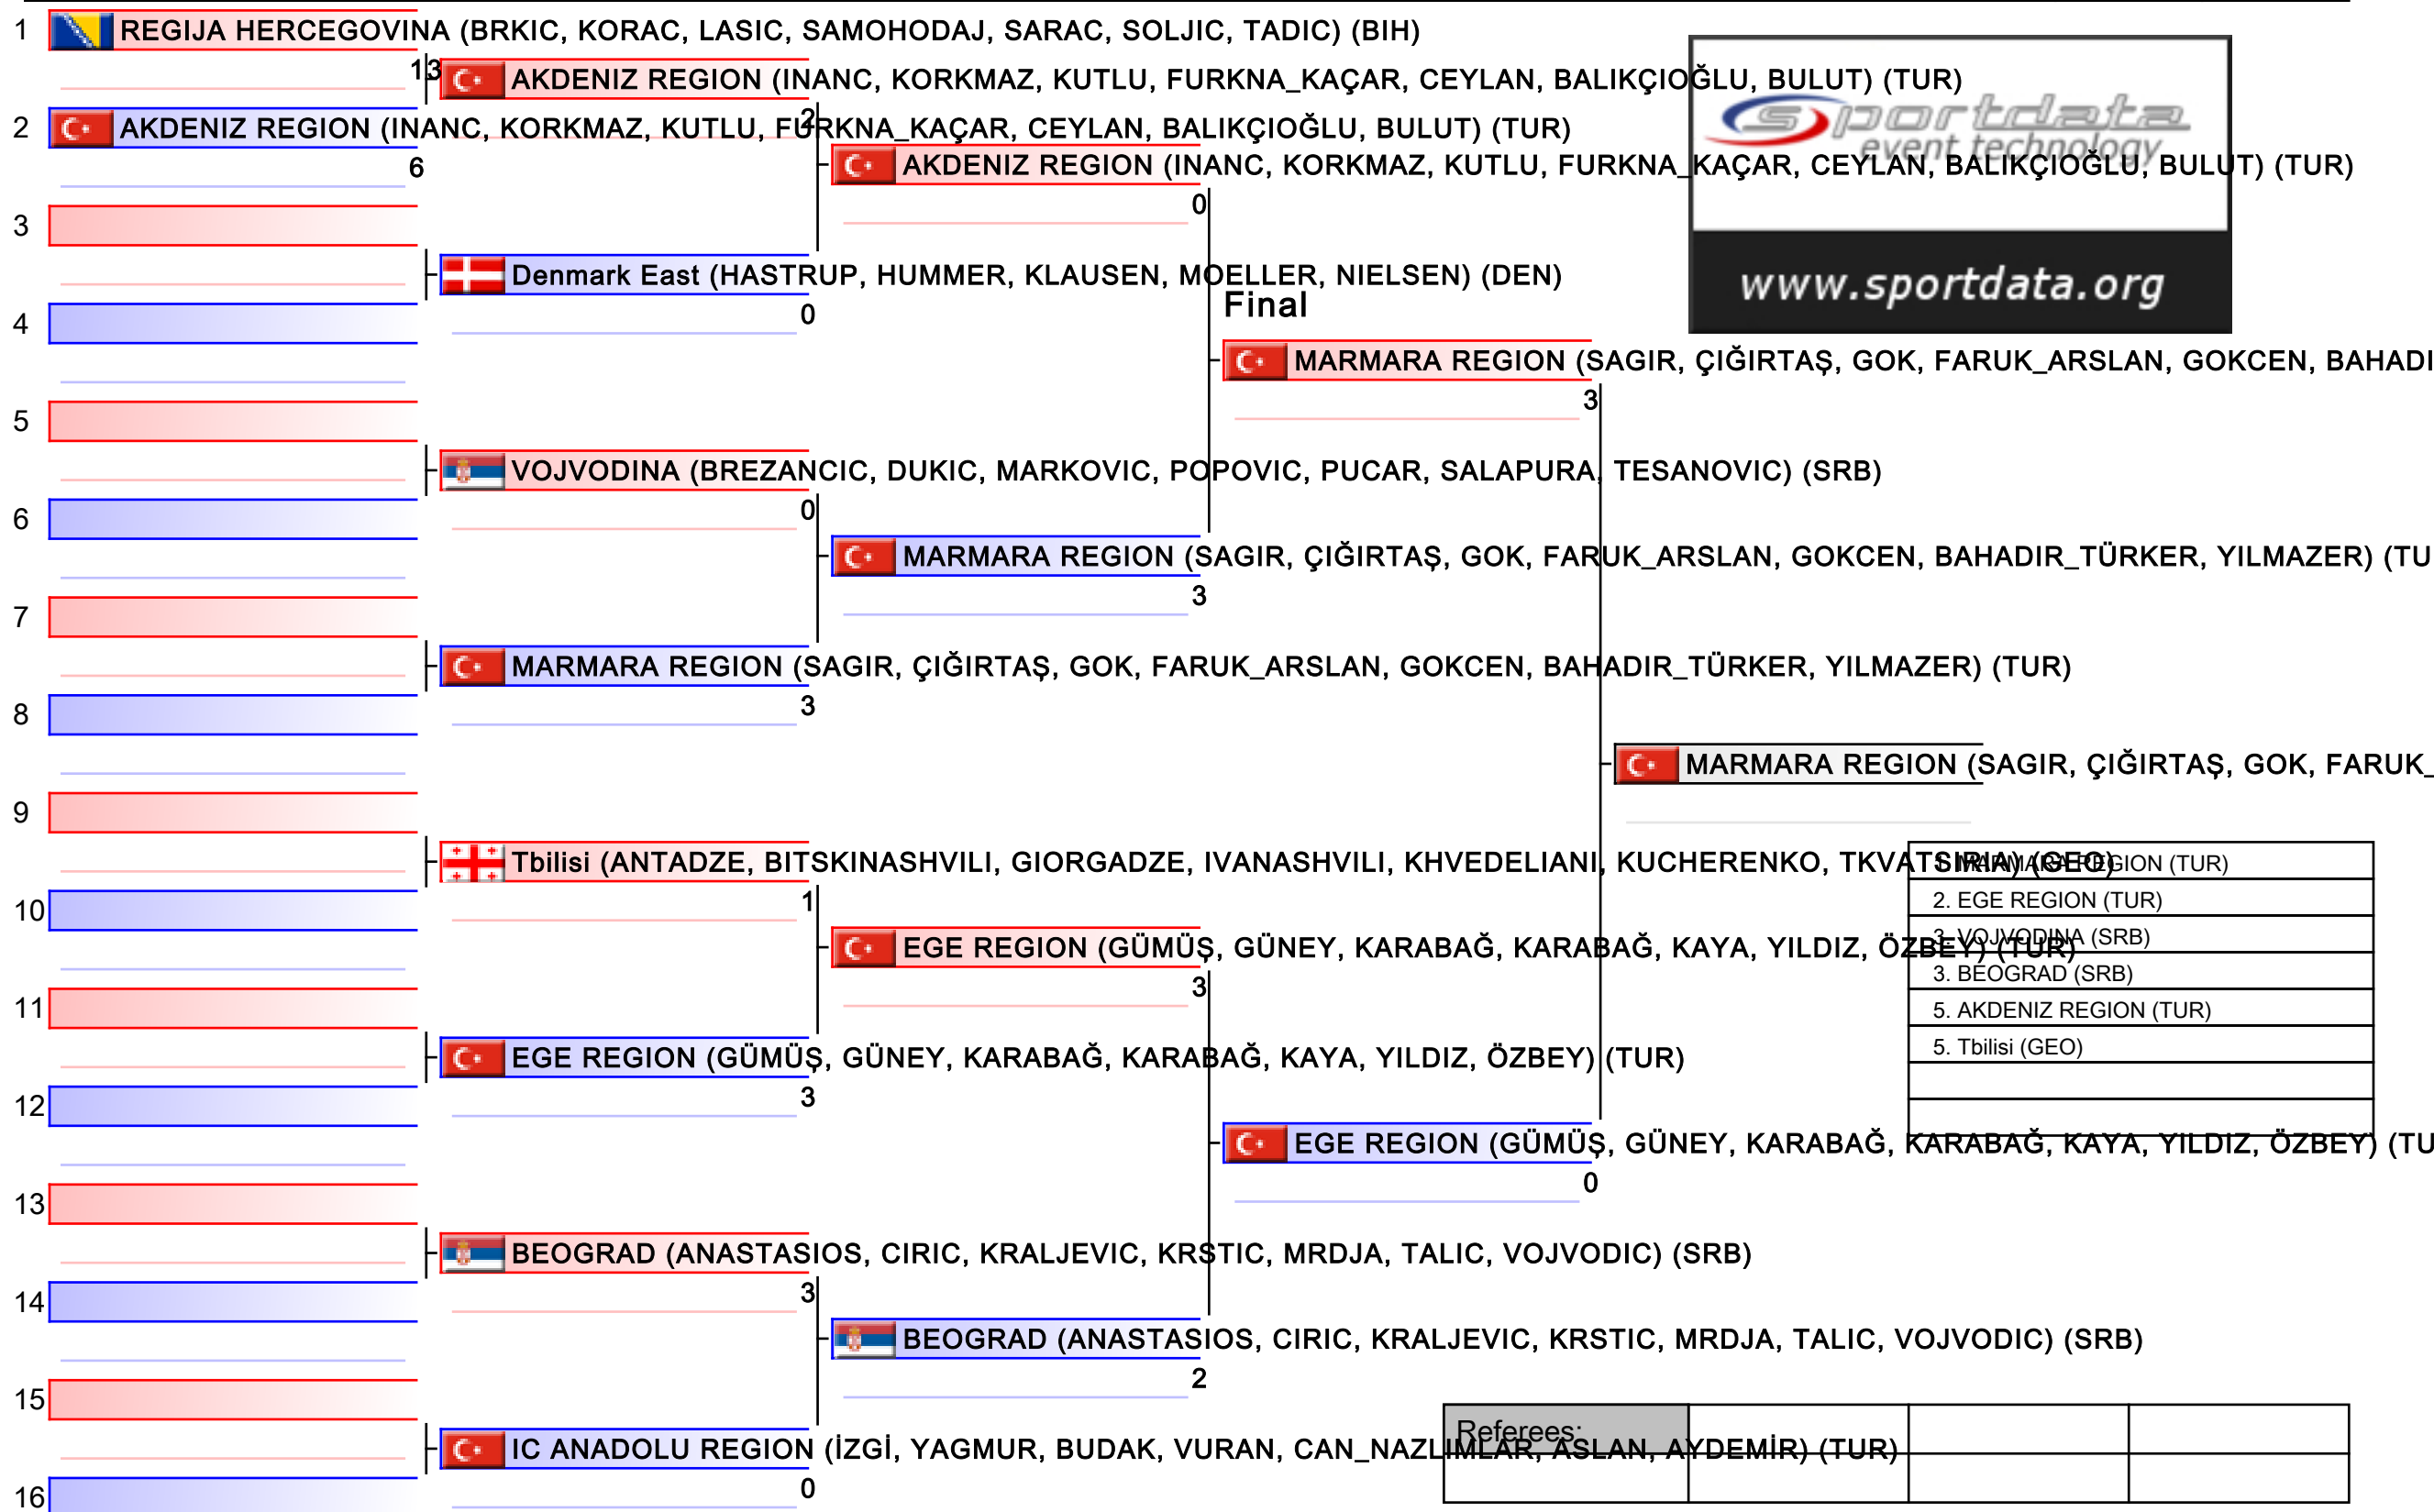 1 REGIJA HERCEGOVINA (BRKIC, KORAC, LASIC, SAMOHODAJ, SARAC, SOLJIC, TADIC) (BIH)
13
AKDENIZ REGION (INANC, KORKMAZ, KUTLU, FURKNA_KAÇAR, CEYLAN, BALIKÇIOĞLU, BULUT) (TUR)
2
2 AKDENIZ REGION (INANC, KORKMAZ, KUTLU, FURKNA_KAÇAR, CEYLAN, BALIKÇIOĞLU, BULUT) (TUR)
6
sportdata
event technology
AKDENIZ REGION (INANC, KORKMAZ, KUTLU, FURKNA_KAÇAR, CEYLAN, BALIKÇIOĞLU, BULUT) (TUR)
0
3
Denmark East (HASTRUP, HUMMER, KLAUSEN, MOELLER, NIELSEN) (DEN)
0
www.sportdata.org
Final
4
MARMARA REGION (SAGIR, ÇIĞIRTAŞ, GOK, FARUK_ARSLAN, GOKCEN, BAHADI
3
5
VOJVODINA (BREZANCIC, DUKIC, MARKOVIC, POPOVIC, PUCAR, SALAPURA, TESANOVIC) (SRB)
0
6
MARMARA REGION (SAGIR, ÇIĞIRTAŞ, GOK, FARUK_ARSLAN, GOKCEN, BAHADIR_TÜRKER, YILMAZER) (TU
3
7
MARMARA REGION (SAGIR, ÇIĞIRTAŞ, GOK, FARUK_ARSLAN, GOKCEN, BAHADIR_TÜRKER, YILMAZER) (TUR)
3
8
MARMARA REGION (SAGIR, ÇIĞIRTAŞ, GOK, FARUK_
9
Tbilisi (ANTADZE, BITSKINASHVILI, GIORGADZE, IVANASHVILI, KHVEDELIANI, KUCHERENKO, TKVATSIRIA) (GEO)
1
1. MARMARA REGION (TUR)
2. EGE REGION (TUR)
3. VOJVODINA (SRB)
3. BEOGRAD (SRB)
5. AKDENIZ REGION (TUR)
5. Tbilisi (GEO)
10
EGE REGION (GÜMÜŞ, GÜNEY, KARABAĞ, KARABAĞ, KAYA, YILDIZ, ÖZBEY) (TUR)
3
11
EGE REGION (GÜMÜŞ, GÜNEY, KARABAĞ, KARABAĞ, KAYA, YILDIZ, ÖZBEY) (TUR)
3
12
EGE REGION (GÜMÜŞ, GÜNEY, KARABAĞ, KARABAĞ, KAYA, YILDIZ, ÖZBEY) (TU
0
13
BEOGRAD (ANASTASIOS, CIRIC, KRALJEVIC, KRSTIC, MRDJA, TALIC, VOJVODIC) (SRB)
3
14
BEOGRAD (ANASTASIOS, CIRIC, KRALJEVIC, KRSTIC, MRDJA, TALIC, VOJVODIC) (SRB)
2
15
Referees:
IC ANADOLU REGION (İZGİ, YAGMUR, BUDAK, VURAN, CAN_NAZLIMLAR, ASLAN, AYDEMİR) (TUR)
0
16